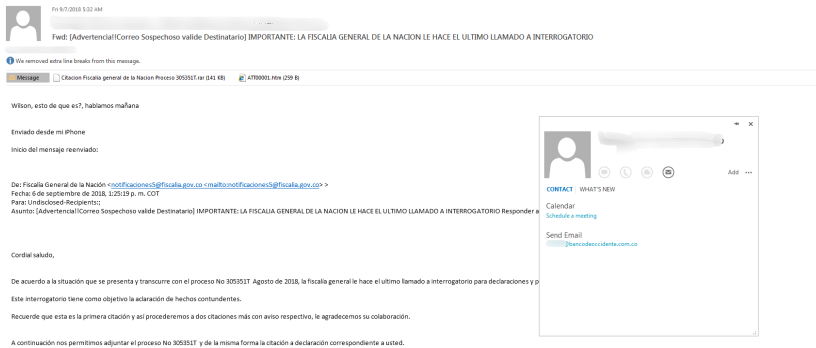 Fri 9/7/2018 5:32 AM
Fwd: [Advertencia!!Correo Sospechoso valide Destinatario] IMPORTANTE: LA FISCALIA GENERAL DE LA NACION LE HACE EL ULTIMO LLAMADO A INTERROGATORIO
We removed extra line breaks from this message.
Message
Citacion Fiscalia general de la Nacion Proceso 305351T.rar (141 KB)
ATT00001.htm (259 B)
Wilson, esto de que es?, hablamos mañana
Enviado desde mi iPhone
Inicio del mensaje reenviado:
De: Fiscalía General de la Nación <notificaciones5@fiscalia.gov.co <mailto:notificaciones5@fiscalia.gov.co> >
Fecha: 6 de septiembre de 2018, 1:25:19 p. m. COT
Para: Undisclosed-Recipients:;
Asunto: [Advertencia!!Correo Sospechoso valide Destinatario] IMPORTANTE: LA FISCALIA GENERAL DE LA NACION LE HACE EL ULTIMO LLAMADO A INTERROGATORIO Responder a
Cordial saludo,
De acuerdo a la situación que se presenta y transcurre con el proceso No 305351T Agosto de 2018, la fiscalía general le hace el ultimo llamado a interrogatorio para declaraciones y p
Este interrogatorio tiene como objetivo la aclaración de hechos contundentes.
Recuerde que esta es la primera citación y así procederemos a dos citaciones más con aviso respectivo, le agradecemos su colaboración.
A continuación nos permitimos adjuntar el proceso No 305351T y de la misma forma la citación a declaración correspondiente a usted.
Add
CONTACT
WHAT'S NEW
Calendar
Schedule a meeting
Send Email
bancodeoccidente.com.co